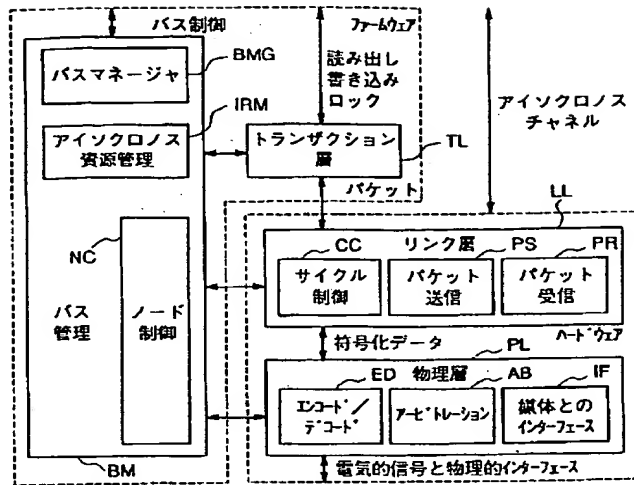 バス制御
ファームウェア
BMG
バスマネージャ
読み出し
書き込み
ロック
アイソクロノス
チャネル
IRM
アイソクロノス
資源管理
トランザクション
層
TL
パケット
LL
NC
CC
リンク層
PS
PR
サイクル
制御
パケット
送信
パケット
受信
バス
管理
ノード
制御
ハードウェア
符号化データ
PL
ED
物理層
AB
IF
エンコード/
デコード
アービトレーション
媒体との
インターフェース
BM
電気的信号と物理的インターフェース